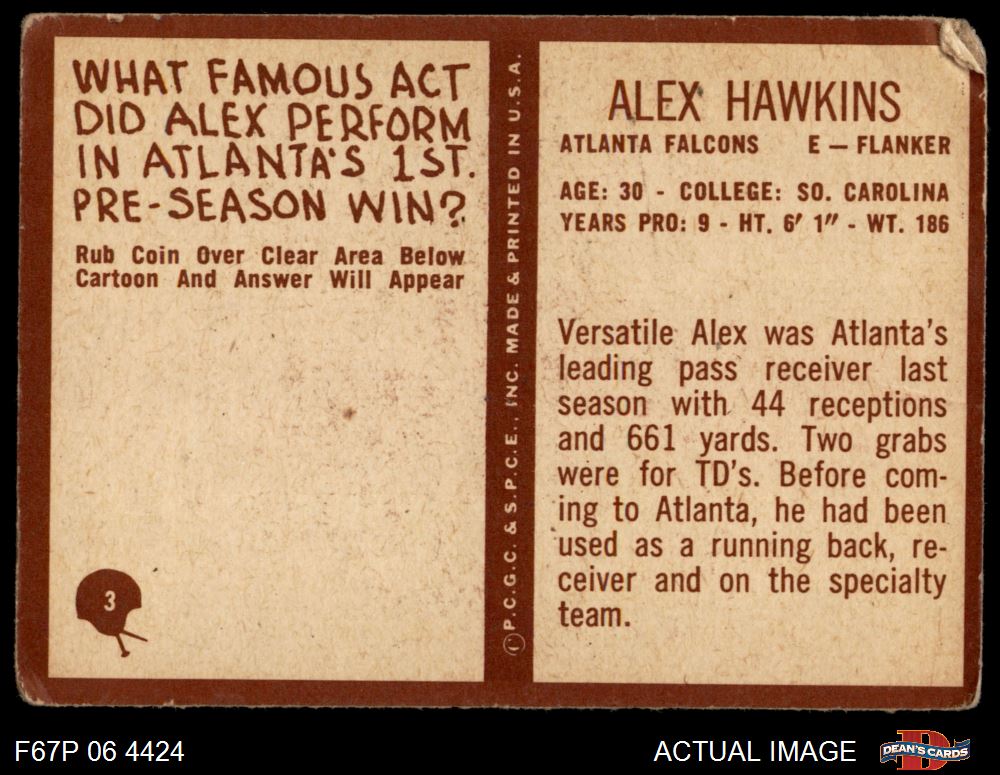 WHAT FAMOUS ACT
DID ALEX PERFORM
IN ATLANTA'S 1ST.
PRE-SEASON WIN?
Rub Coin Over Clear Area Below
Cartoon And Answer Will Appear
3
©P.C.G.C. & S.P.C.E., INC. MADE & PRINTED IN U.S.A.
ALEX HAWKINS
ATLANTA FALCONS E — FLANKER
AGE: 30 - COLLEGE: SO. CAROLINA
YEARS PRO: 9 - HT. 6' 1" - WT. 186
Versatile Alex was Atlanta's
leading pass receiver last
season with 44 receptions
and 661 yards. Two grabs
were for TD's. Before com-
ing to Atlanta, he had been
used as a running back, re-
ceiver and on the specialty
team.
F67P 06 4424
ACTUAL IMAGE
D
DEAN'S CARDS